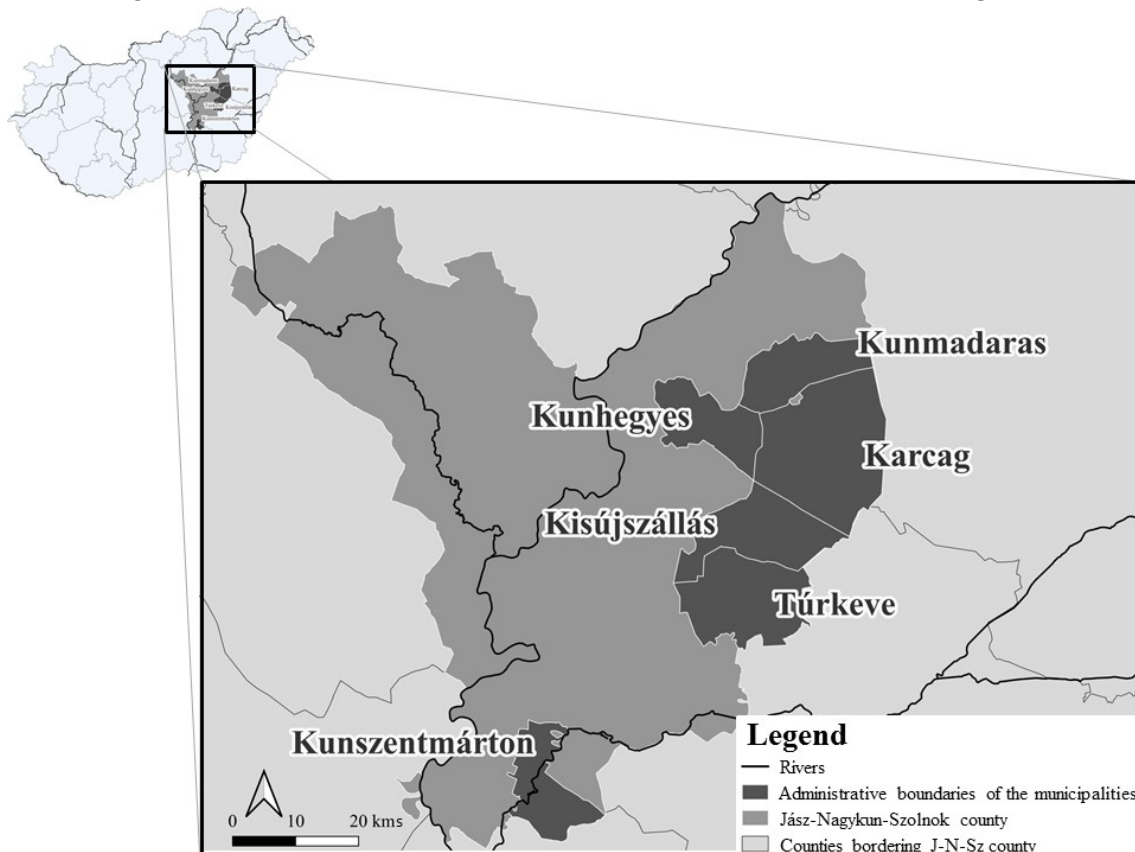 Karcag
Kunmadaras
Kunhegyes
Karcag
Kisújszállás
Túrkeve
Kunszentmárton
0 10 20 kms
Legend
Rivers
Administrative boundaries of the municipalities
Jász-Nagykun-Szolnok county
Counties bordering J-N-Sz county